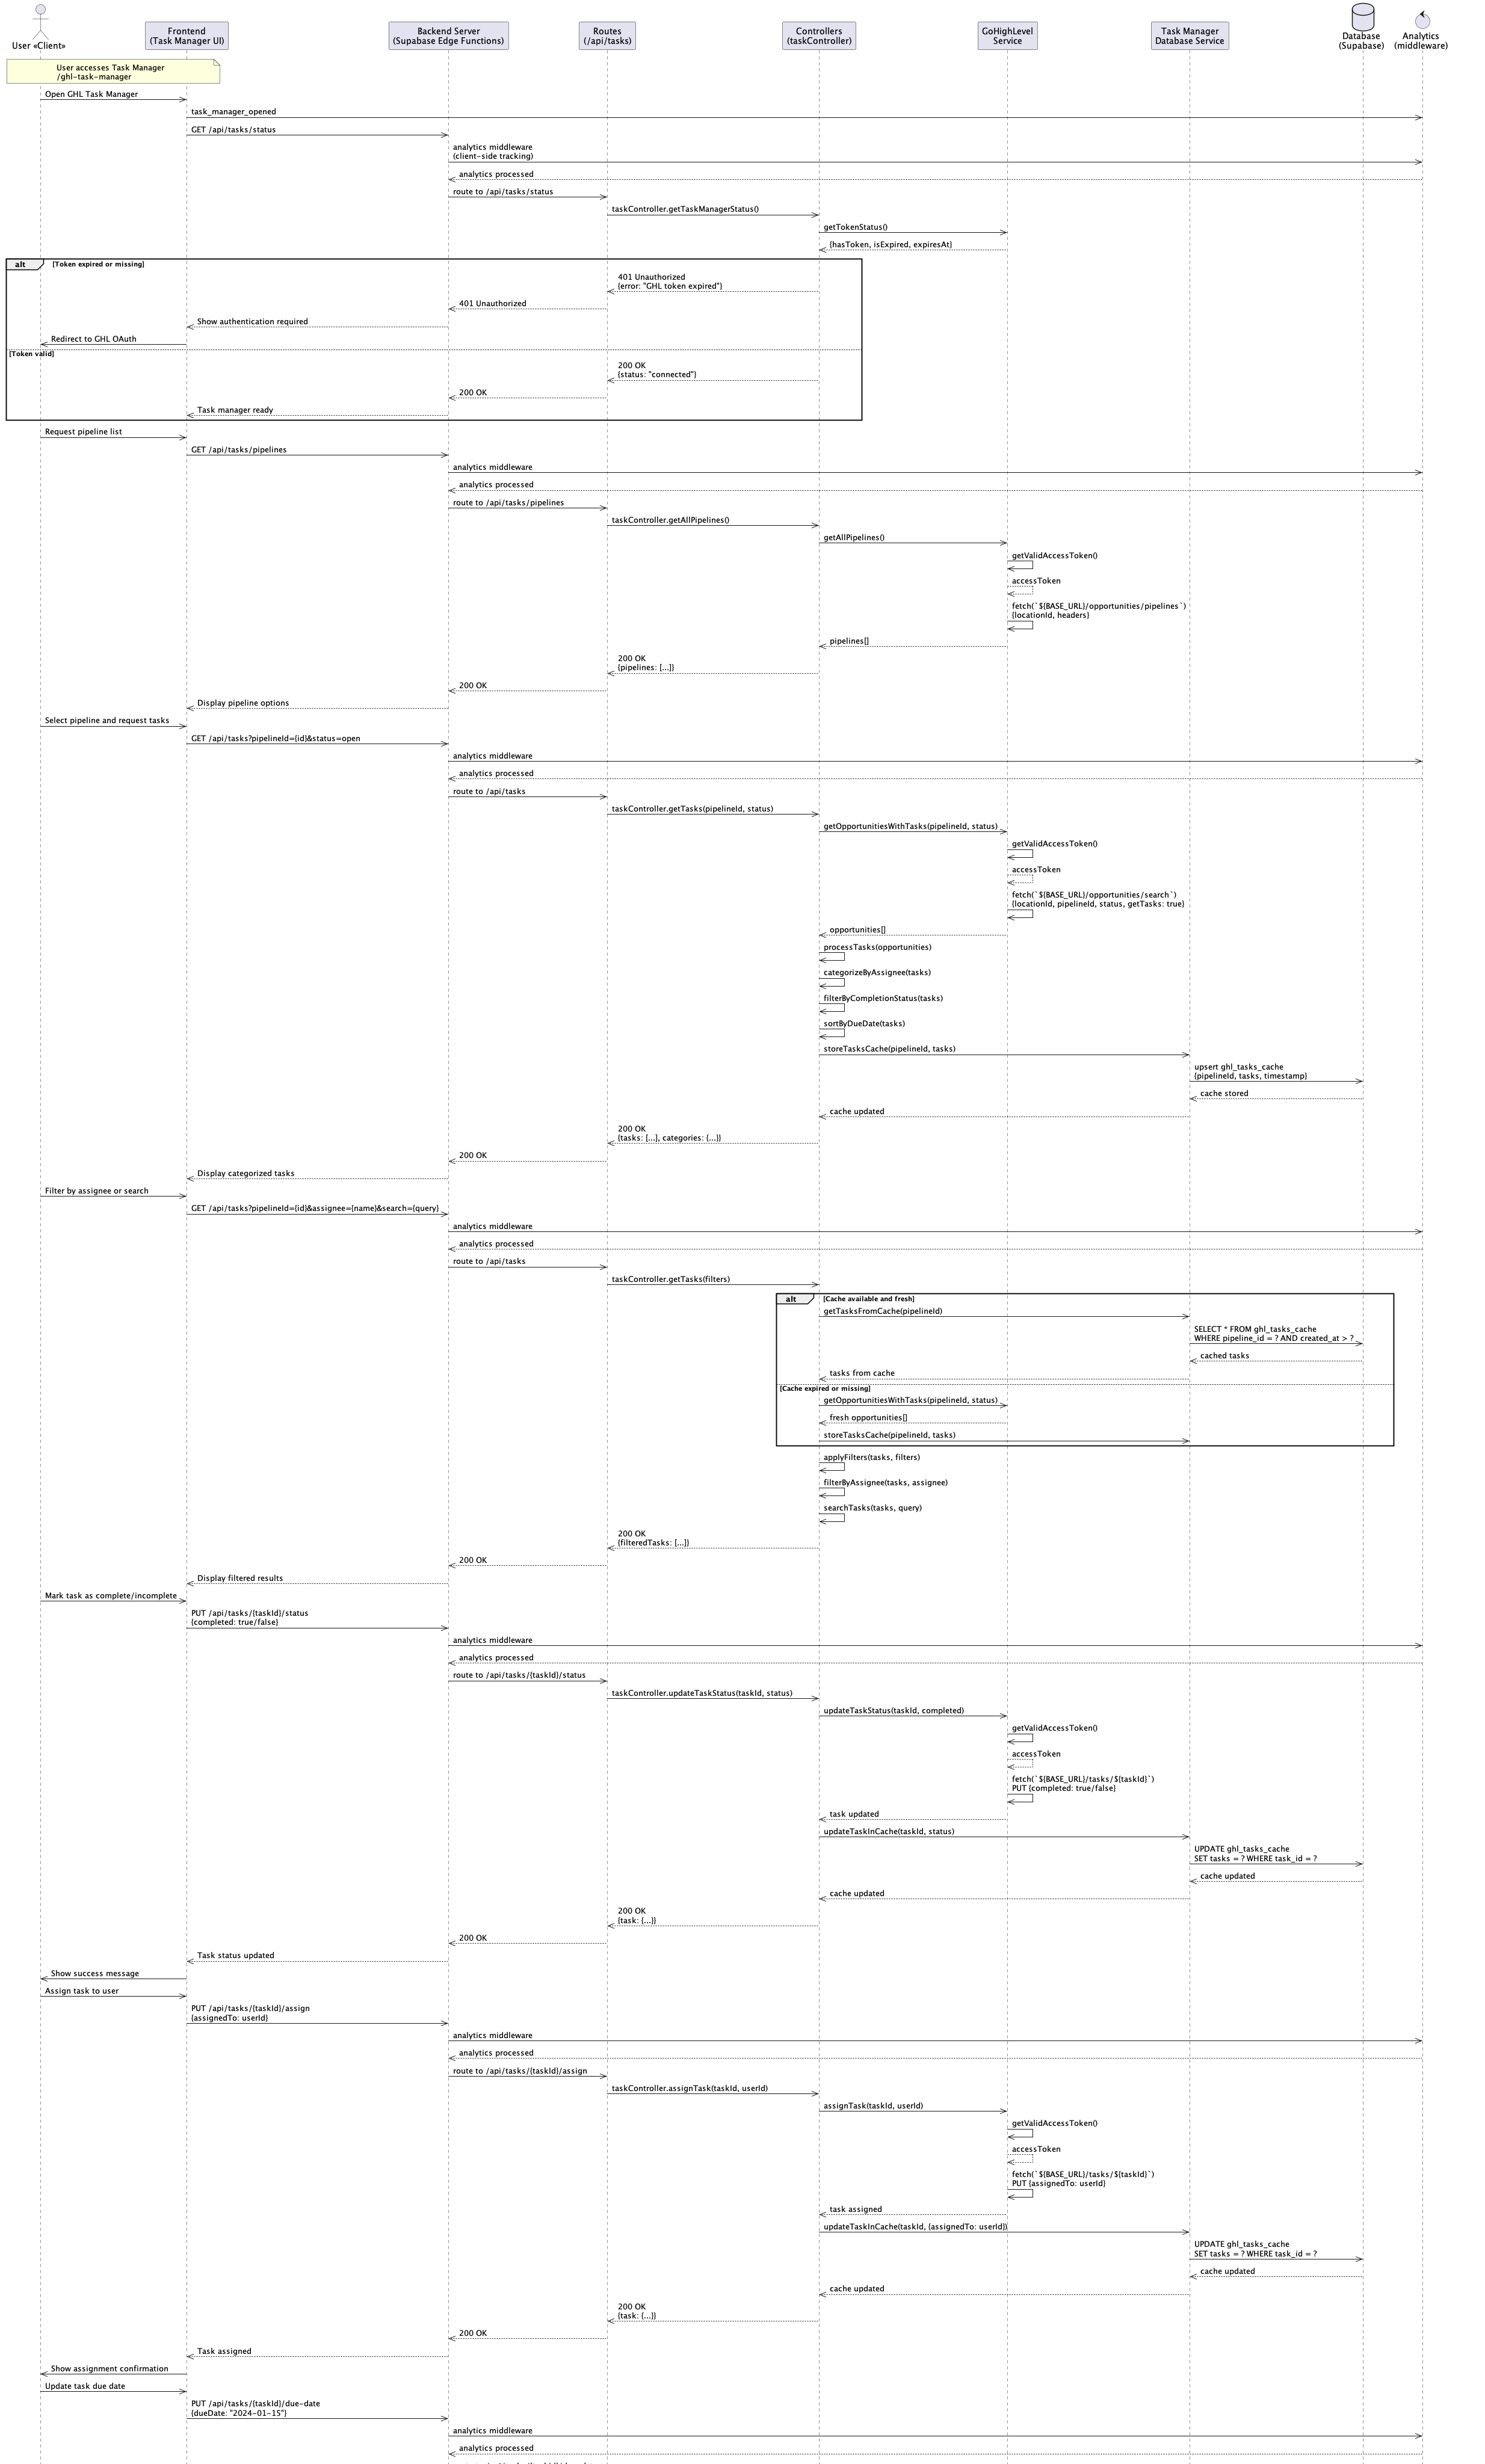 User «Client»
Frontend
(Task Manager UI)
Backend Server
(Supabase Edge Functions)
Routes
(/api/tasks)
Controllers
(taskController)
GoHighLevel
Service
Task Manager
Database Service
Database
(Supabase)
Analytics
(middleware)
User accesses Task Manager
/ghl-task-manager
Open GHL Task Manager
task_manager_opened
GET /api/tasks/status
analytics middleware
(client-side tracking)
analytics processed
route to /api/tasks/status
taskController.getTaskManagerStatus()
getTokenStatus()
{hasToken, isExpired, expiresAt}
alt
[Token expired or missing]
401 Unauthorized
{error: "GHL token expired"}
401 Unauthorized
Show authentication required
Redirect to GHL OAuth
[Token valid]
200 OK
{status: "connected"}
200 OK
Task manager ready
Request pipeline list
GET /api/tasks/pipelines
analytics middleware
analytics processed
route to /api/tasks/pipelines
taskController.getAllPipelines()
getAllPipelines()
getValidAccessToken()
accessToken
fetch(`${BASE_URL}/opportunities/pipelines`)
{locationId, headers}
pipelines[]
200 OK
{pipelines: [...]}
200 OK
Display pipeline options
Select pipeline and request tasks
GET /api/tasks?pipelineId={id}&status=open
analytics middleware
analytics processed
route to /api/tasks
taskController.getTasks(pipelineId, status)
getOpportunitiesWithTasks(pipelineId, status)
getValidAccessToken()
accessToken
fetch(`${BASE_URL}/opportunities/search`)
{locationId, pipelineId, status, getTasks: true}
opportunities[]
processTasks(opportunities)
categorizeByAssignee(tasks)
filterByCompletionStatus(tasks)
sortByDueDate(tasks)
storeTasksCache(pipelineId, tasks)
upsert ghl_tasks_cache
{pipelineId, tasks, timestamp}
cache stored
cache updated
200 OK
{tasks: [...], categories: {...}}
200 OK
Display categorized tasks
Filter by assignee or search
GET /api/tasks?pipelineId={id}&assignee={name}&search={query}
analytics middleware
analytics processed
route to /api/tasks
taskController.getTasks(filters)
alt
[Cache available and fresh]
getTasksFromCache(pipelineId)
SELECT * FROM ghl_tasks_cache
WHERE pipeline_id = ? AND created_at > ?
cached tasks
tasks from cache
[Cache expired or missing]
getOpportunitiesWithTasks(pipelineId, status)
fresh opportunities[]
storeTasksCache(pipelineId, tasks)
applyFilters(tasks, filters)
filterByAssignee(tasks, assignee)
searchTasks(tasks, query)
200 OK
{filteredTasks: [...]}
200 OK
Display filtered results
Mark task as complete/incomplete
PUT /api/tasks/{taskId}/status
{completed: true/false}
analytics middleware
analytics processed
route to /api/tasks/{taskId}/status
taskController.updateTaskStatus(taskId, status)
updateTaskStatus(taskId, completed)
getValidAccessToken()
accessToken
fetch(`${BASE_URL}/tasks/${taskId}`)
PUT {completed: true/false}
task updated
updateTaskInCache(taskId, status)
UPDATE ghl_tasks_cache
SET tasks = ? WHERE task_id = ?
cache updated
cache updated
200 OK
{task: {...}}
200 OK
Task status updated
Show success message
Assign task to user
PUT /api/tasks/{taskId}/assign
{assignedTo: userId}
analytics middleware
analytics processed
route to /api/tasks/{taskId}/assign
taskController.assignTask(taskId, userId)
assignTask(taskId, userId)
getValidAccessToken()
accessToken
fetch(`${BASE_URL}/tasks/${taskId}`)
PUT {assignedTo: userId}
task assigned
updateTaskInCache(taskId, {assignedTo: userId})
UPDATE ghl_tasks_cache
SET tasks = ? WHERE task_id = ?
cache updated
cache updated
200 OK
{task: {...}}
200 OK
Task assigned
Show assignment confirmation
Update task due date
PUT /api/tasks/{taskId}/due-date
{dueDate: "2024-01-15"}
analytics middleware
analytics processed